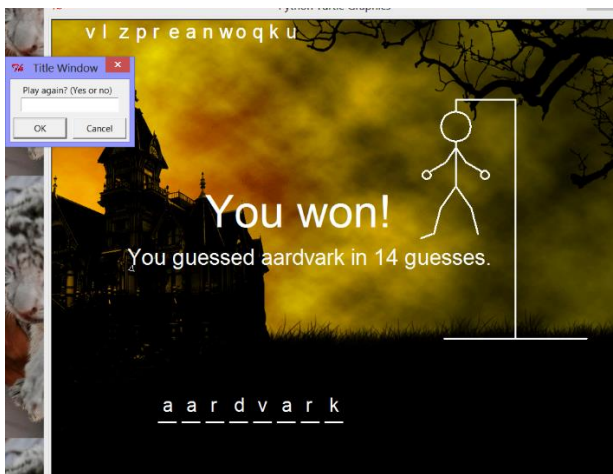 Python Turtle Graphics
v l z p r e a n w o q k u
Title Window
Play again? (Yes or no)
OK
Cancel
You won!
You guessed aardvark in 14 guesses.
a a r d v a r k